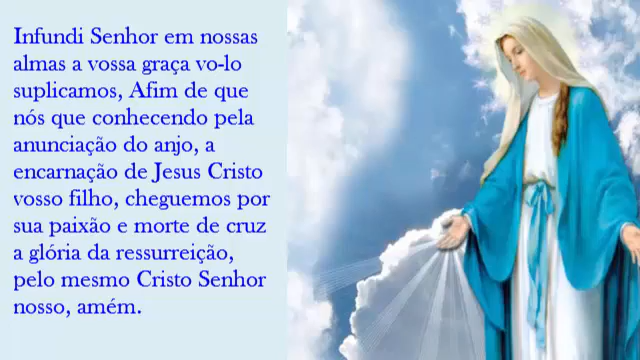 Infundi Senhor em nossas
almas a vossa graça vo-lo
suplicamos, Afim de que
nós que conhecendo pela
anunciação do anjo, a
encarnação de Jesus Cristo
vosso filho, cheguemos por
sua paixão e morte de cruz
a glória da ressurreição,
pelo mesmo Cristo Senhor
nosso, amém.